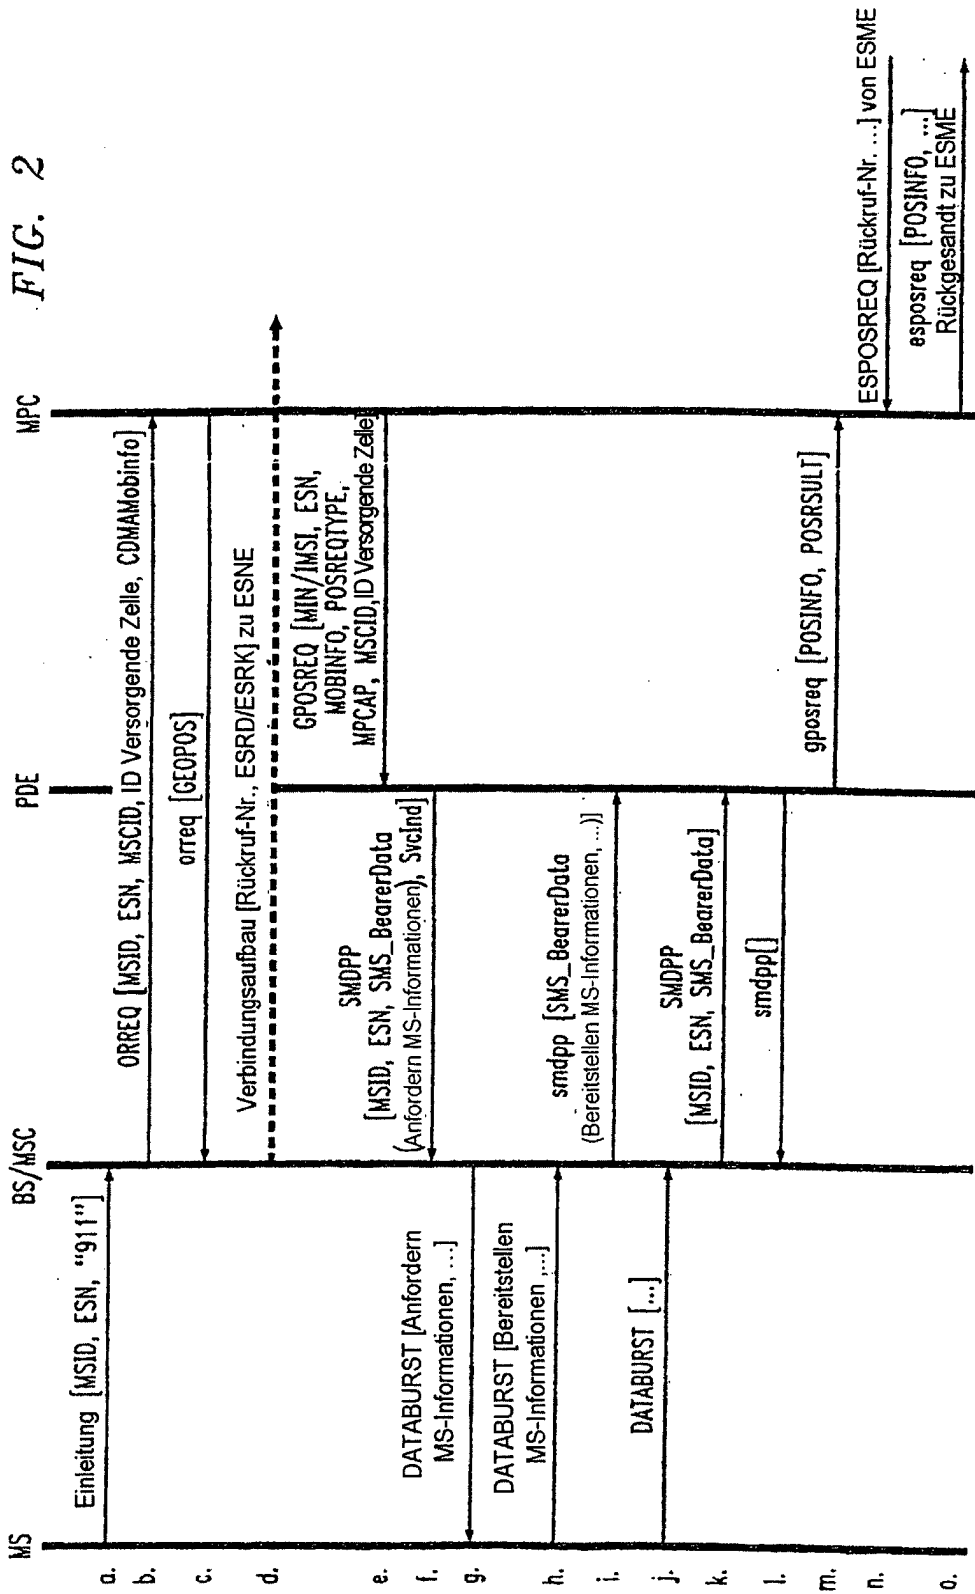 FIG. 2
MS
BS/MSC
PDE
MPC
a.
Einleitung [MSID, ESN, "911"]
b.
ORREQ [MSID, ESN, MSCID, ID Versorgende Zelle, CDMAMobinfo]
c.
orreq [GEOPOS]
d.
Verbindungsaufbau [Rückruf-Nr., ESRD/ESRK] zu ESNE
e.
GPOSREQ [MIN/IMSI, ESN,
MOBINFO, POSREQTYPE,
MPCAP, MSCID, ID Versorgende Zelle]
f.
SMDPP
[MSID, ESN, SMS_BearerData
(Anfordern MS-Informationen), SvcInd]
g.
DATABURST [Anfordern
MS-Informationen, ...]
h.
DATABURST [Bereitstellen
MS-Informationen ,...]
i.
smdpp [SMS_BearerData
(Bereitstellen MS-Informationen, ...)]
j.
DATABURST [...]
k.
SMDPP
[MSID, ESN, SMS_BearerData]
l.
smdpp[]
m.
gposreq [POSINFO, POSRSULT]
n.
ESPOSREQ [Rückruf-Nr. ...] von ESME
o.
esposreq [POSINFO, ...]
Rückgesandt zu ESME